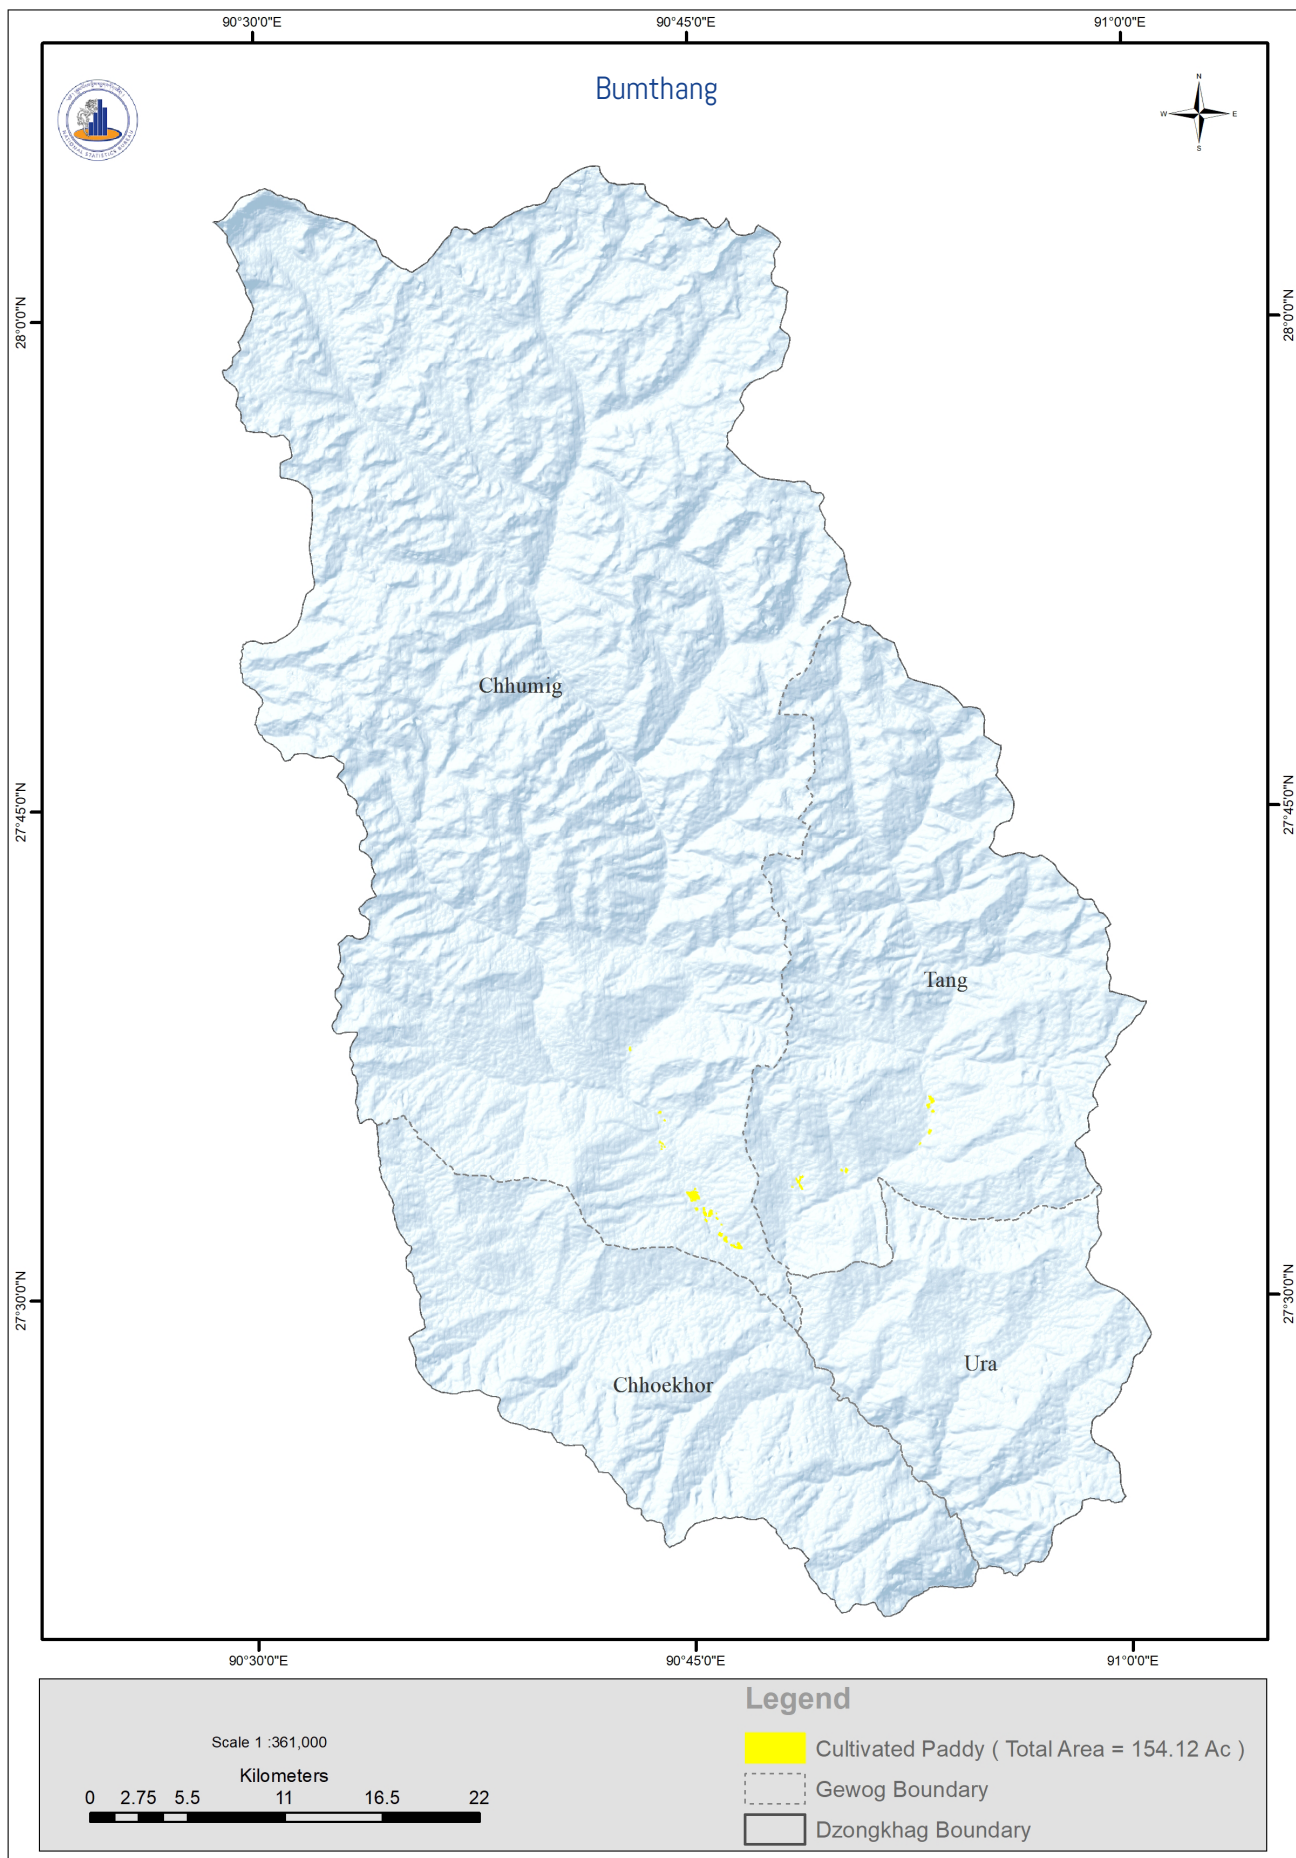 90°30'0"E 90°45'0"E 91°0'0"E
Bumthang
NATIONAL STATISTICS BUREAU
N
W E
S
28°0'0"N 28°0'0"N
Chhumig
27°45'0"N 27°45'0"N
Tang
27°30'0"N 27°30'0"N
Ura
Chhoekhor
90°30'0"E 90°45'0"E 91°0'0"E
Legend
Scale 1 :361,000
Cultivated Paddy ( Total Area = 154.12 Ac )
Kilometers
Gewog Boundary
0 2.75 5.5 11 16.5 22
Dzongkhag Boundary